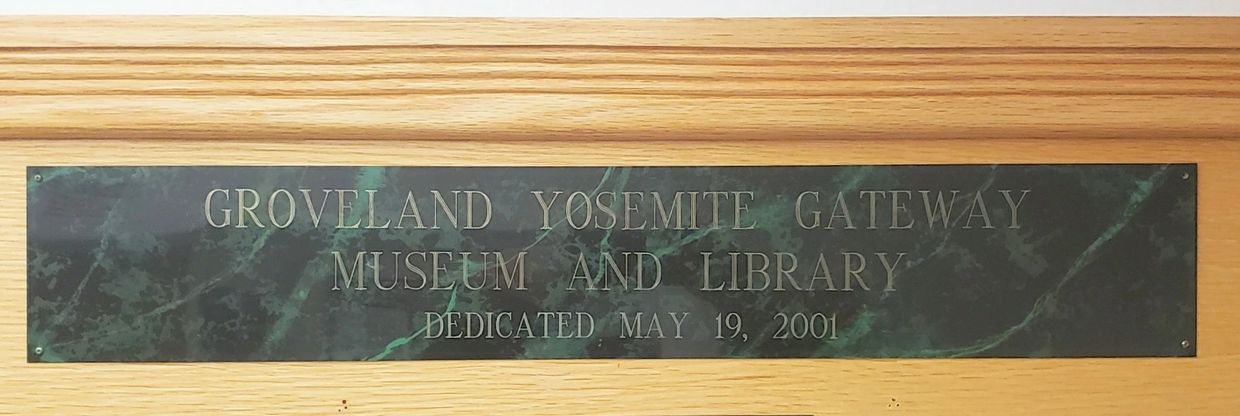 GROVELAND YOSEMITE GATEWAY
MUSEUM AND LIBRARY
DEDICATED MAY 19, 2001